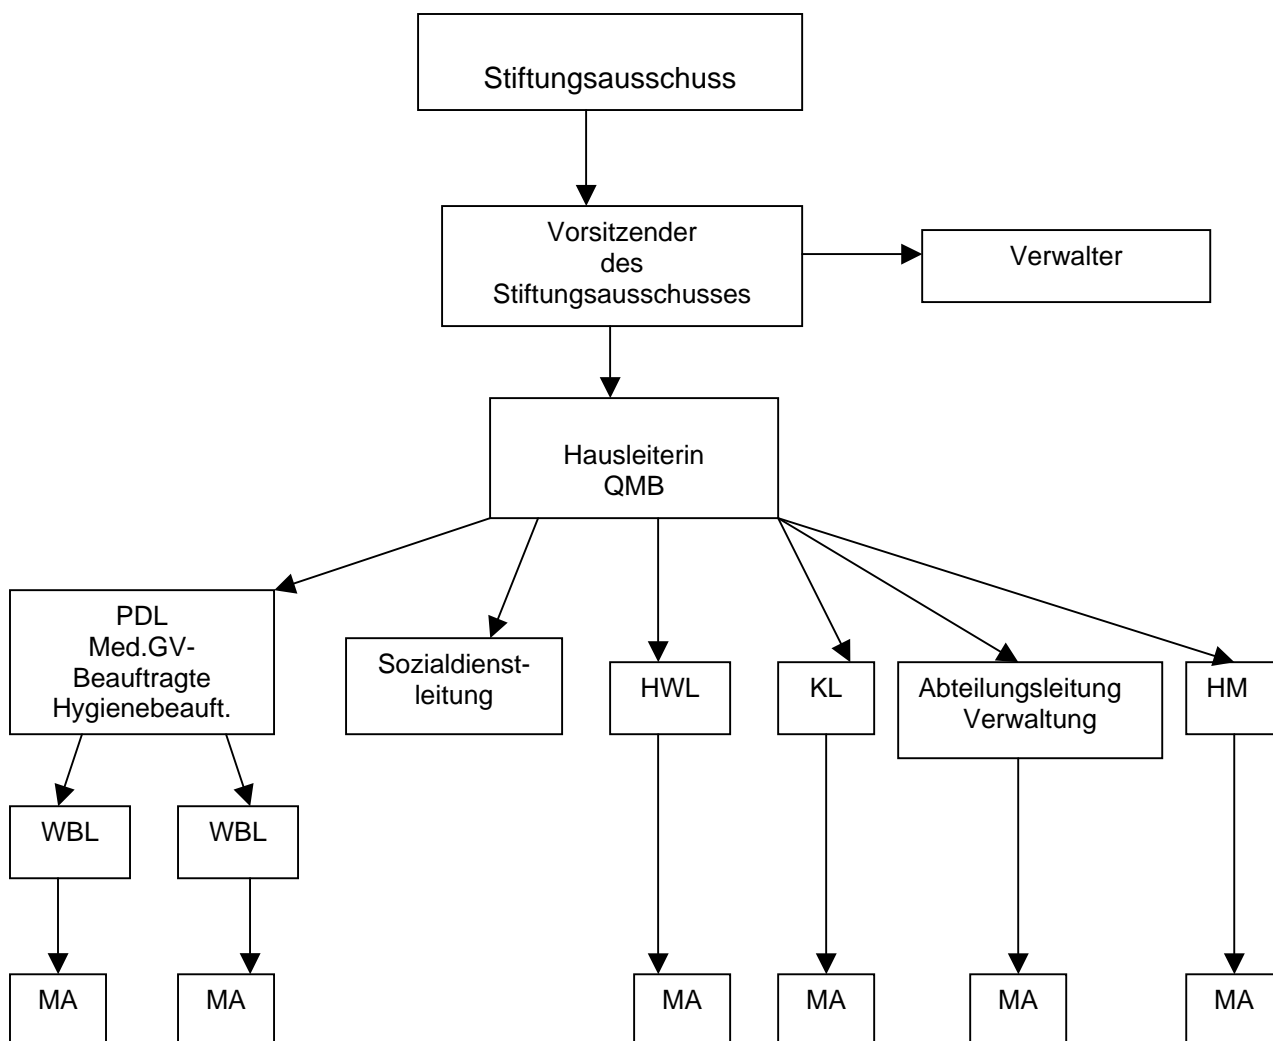 Stiftungsausschuss
Vorsitzender
des
Stiftungsausschusses
Verwalter
Hausleiterin
QMB
PDL
Med.GV-
Beauftragte
Hygienebeauft.
Sozialdienst-
leitung
HWL
KL
Abteilungsleitung
Verwaltung
HM
WBL
WBL
MA
MA
MA
MA
MA
MA